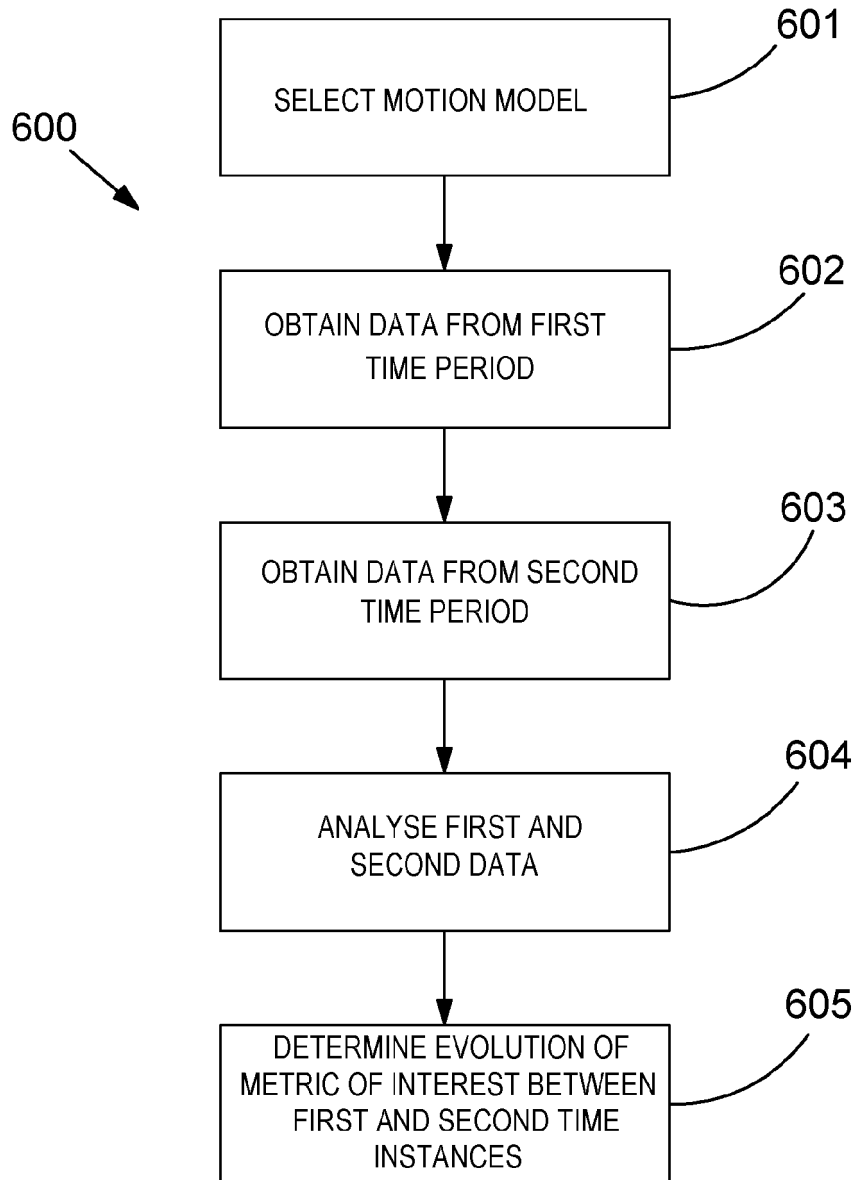 601
SELECT MOTION MODEL
600
602
OBTAIN DATA FROM FIRST
TIME PERIOD
603
OBTAIN DATA FROM SECOND
TIME PERIOD
604
ANALYSE FIRST AND
SECOND DATA
605
DETERMINE EVOLUTION OF
METRIC OF INTEREST BETWEEN
FIRST AND SECOND TIME
INSTANCES